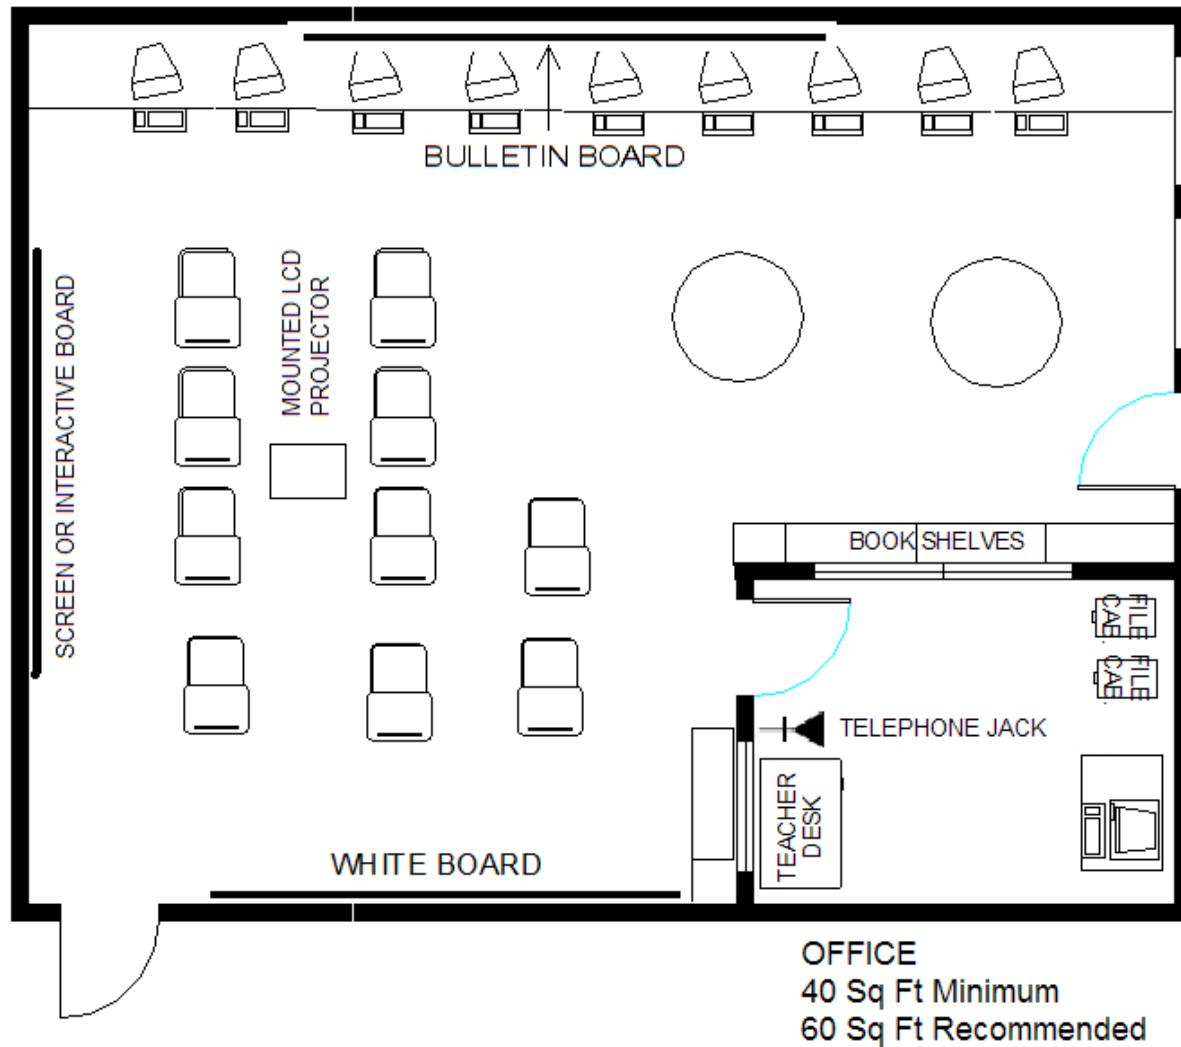 BULLETIN BOARD
SCREEN OR INTERACTIVE BOARD
MOUNTED LCD
PROJECTOR
BOOK SHELVES
FILE
CAB.
FILE
CAB.
TELEPHONE JACK
TEACHER
DESK
WHITE BOARD
OFFICE
40 Sq Ft Minimum
60 Sq Ft Recommended